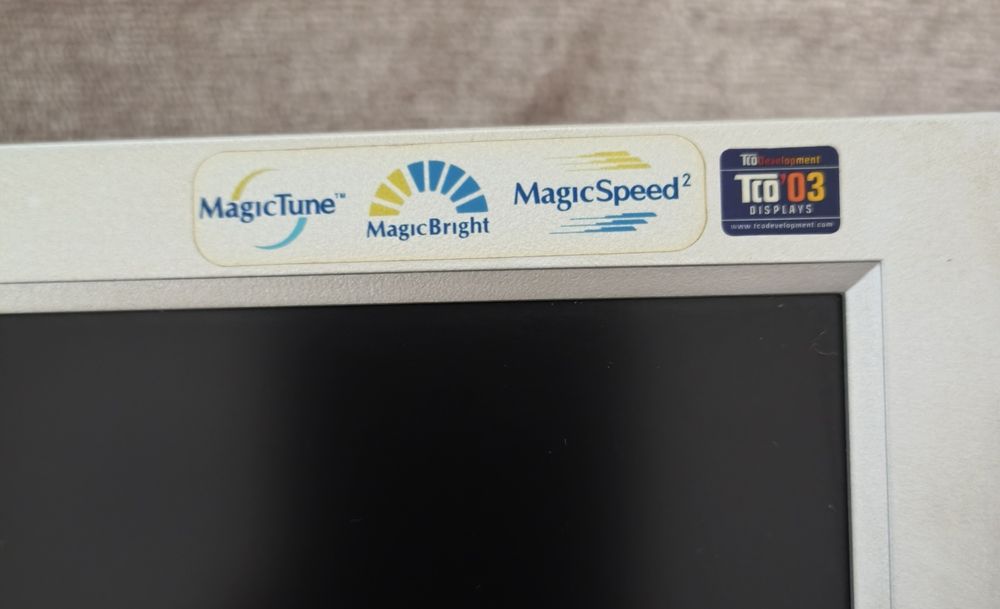 MagicTune™
MagicBright
MagicSpeed²
TCO Development
TCO'03
DISPLAYS
www.tcodevelopment.com